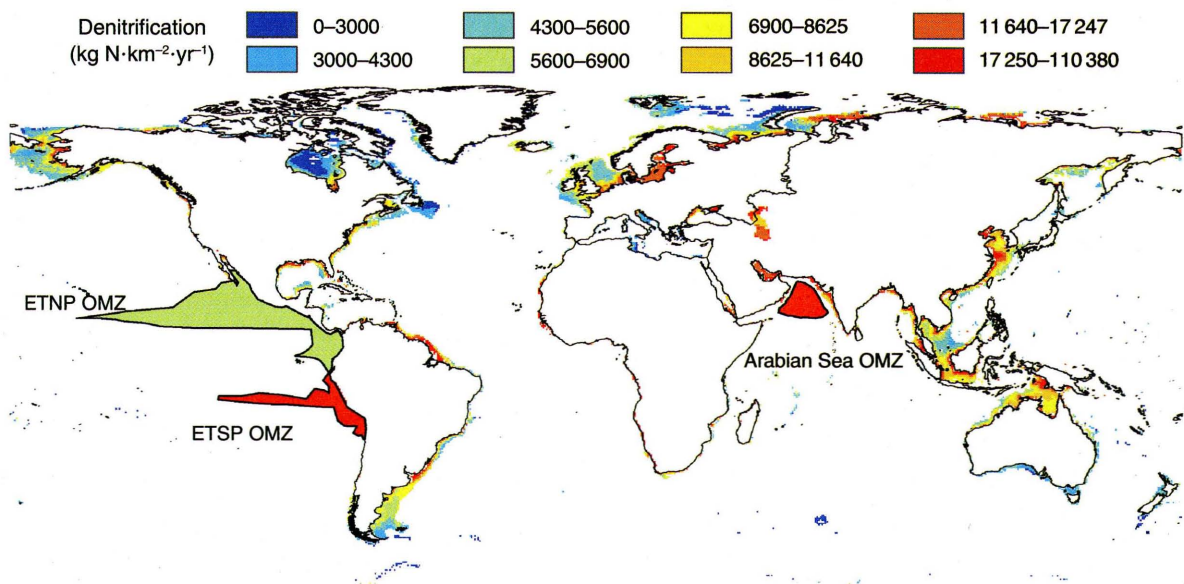 Denitrification
(kg N·km⁻²·yr⁻¹)
0–3000
3000–4300
4300–5600
5600–6900
6900–8625
8625–11 640
11 640–17 247
17 250–110 380
ETNP OMZ
Arabian Sea OMZ
ETSP OMZ